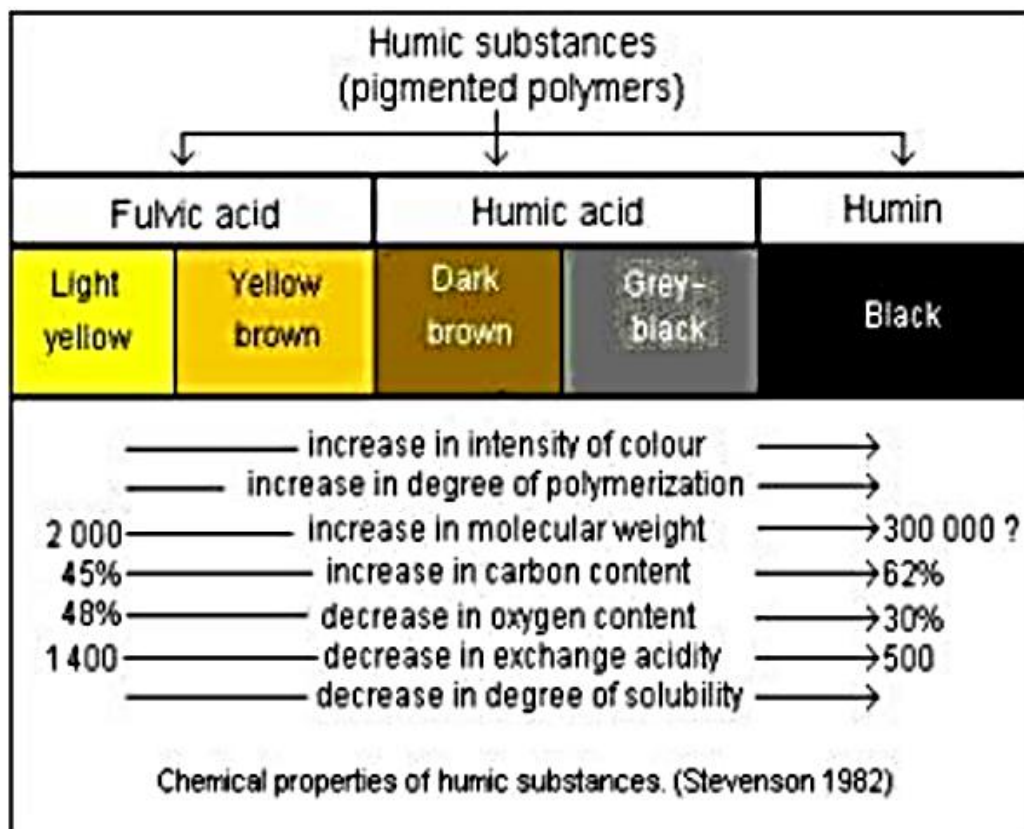 Humic substances
(pigmented polymers)
Fulvic acid
Humic acid
Humin
Light
yellow
Yellow
brown
Dark
brown
Grey-
black
Black
increase in intensity of colour
increase in degree of polymerization
2 000 increase in molecular weight 300 000 ?
45% increase in carbon content 62%
48% decrease in oxygen content 30%
1 400 decrease in exchange acidity 500
decrease in degree of solubility
Chemical properties of humic substances. (Stevenson 1982)